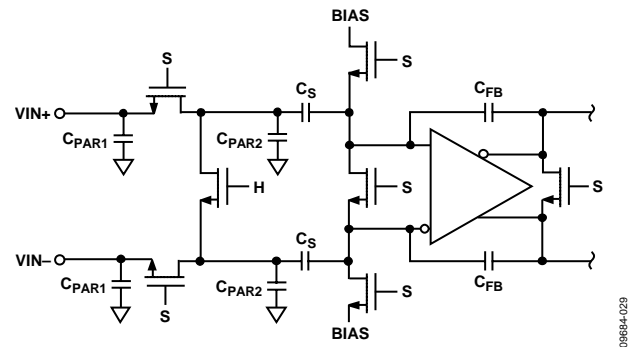 BIAS
S
S
CS
CFB
VIN+
CPAR1
CPAR2
H
S
S
VIN–
CS
CPAR1
CPAR2
S
CFB
S
BIAS
09684-029